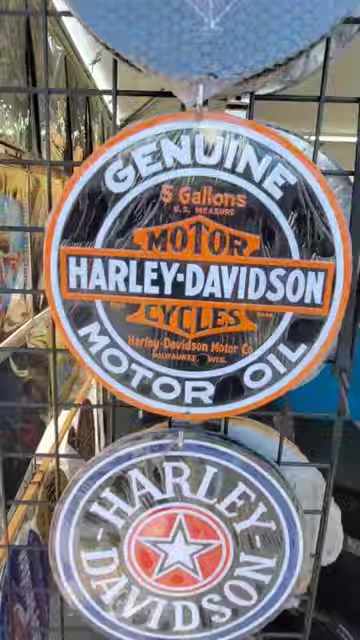 GENUINE
5 Gallons
U.S. MEASURE
MOTOR
HARLEY-DAVIDSON
CYCLES
Harley-Davidson Motor Co
MILWAUKEE, WIS.
MOTOR OIL
HARLEY-
DAVIDSON